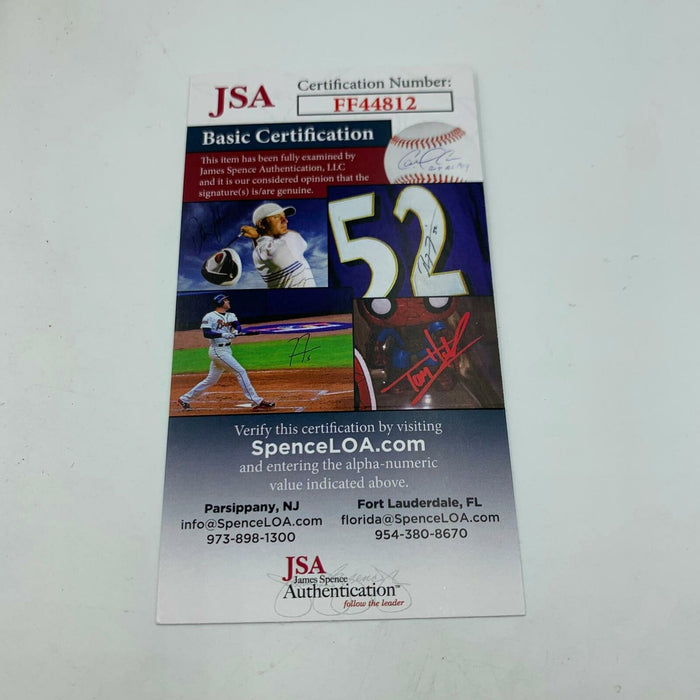 JSA
Certification Number:
FF44812
Basic Certification
This item has been fully examined by
James Spence Authentication, LLC
and it is our considered opinion that the
signature(s) is/are genuine.
52
Verify this certification by visiting
SpenceLOA.com
and entering the alpha-numeric
value indicated above.
Parsippany, NJ
info@SpenceLOA.com
973-898-1300
Fort Lauderdale, FL
florida@SpenceLOA.com
954-380-8670
JSA
James Spence
Authentication™
follow the leader